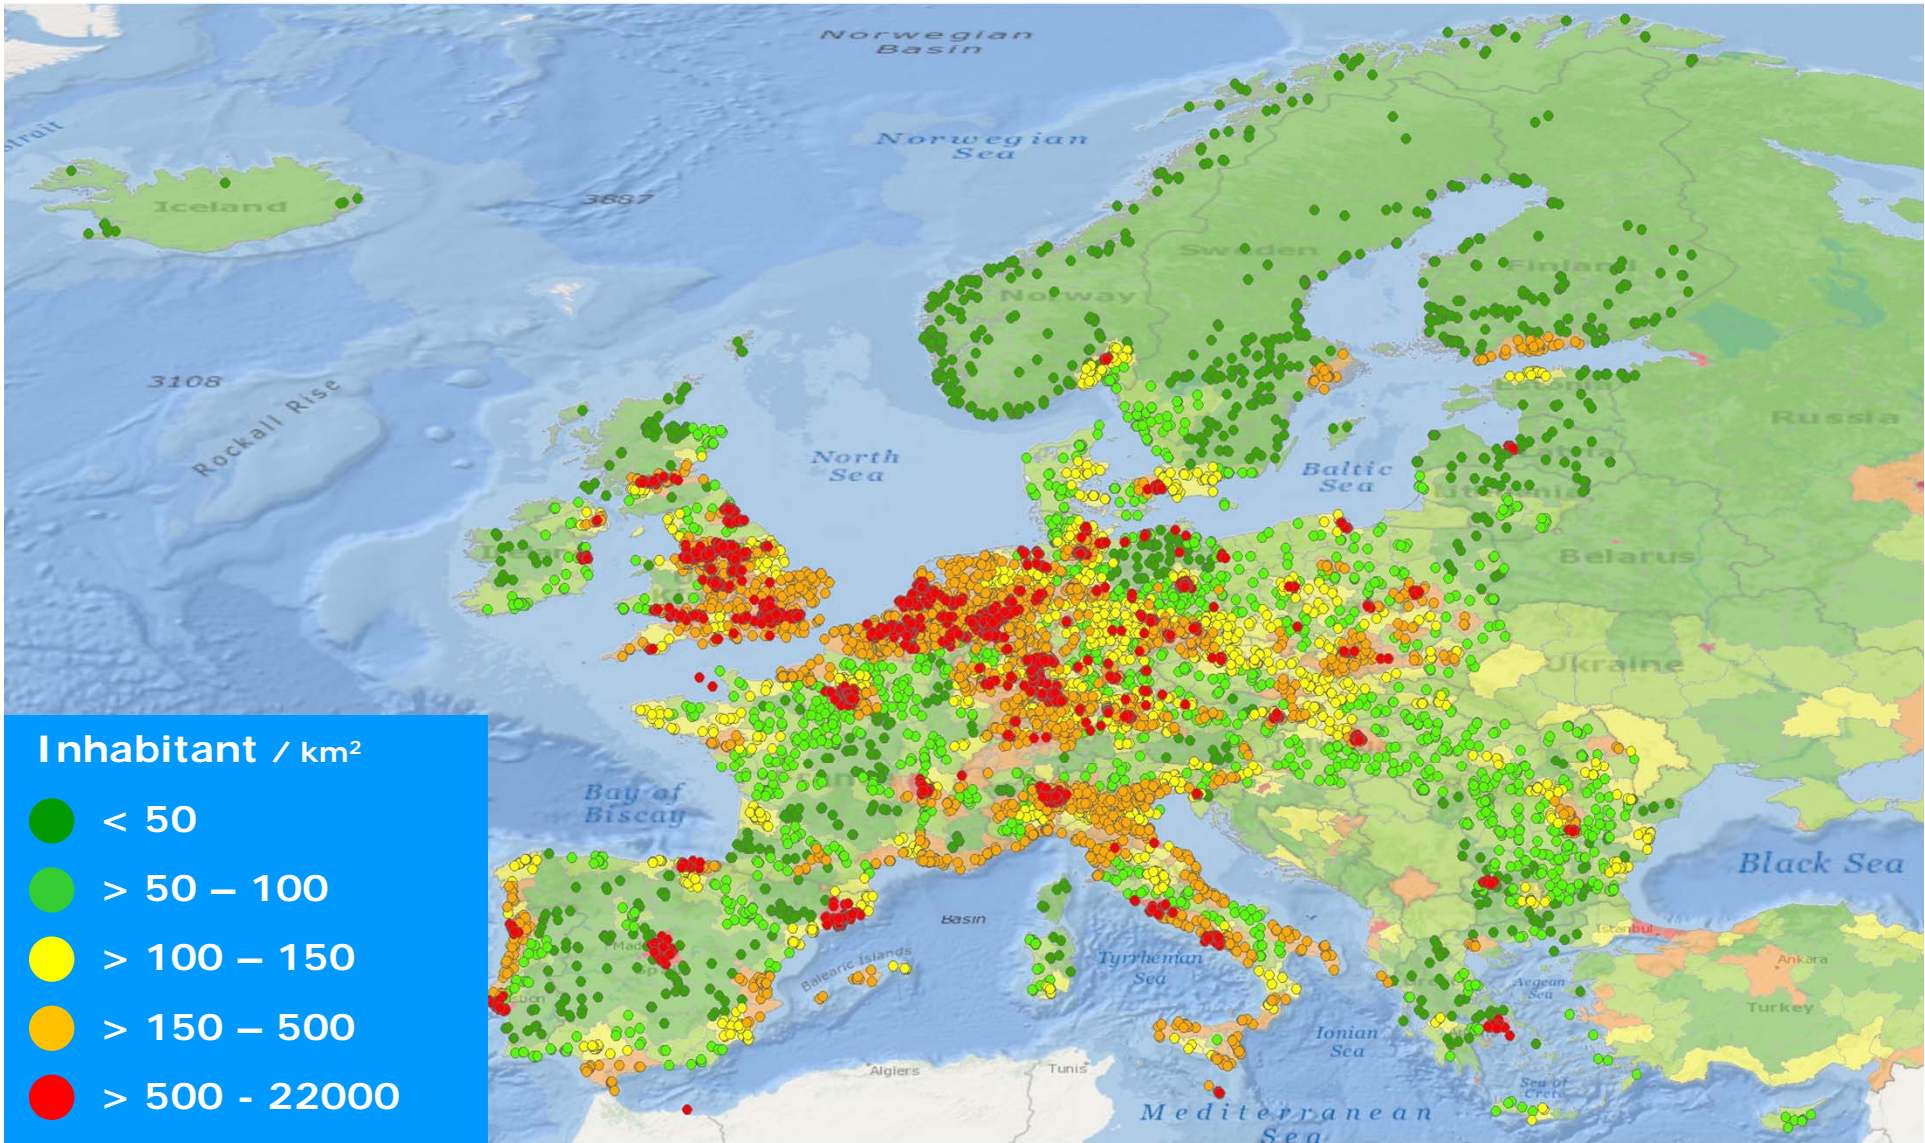 Norwegian
Basin
strait
Norwegian
Sea
3887
Iceland
Sweden
Finland
Norway
3108
Rockall Rise
Russia
North
Sea
Baltic
Sea
Belarus
Ukraine
Inhabitant / km²
< 50
> 50 – 100
> 100 – 150
> 150 – 500
> 500 - 22000
Bay of
Biscay
Black Sea
Basin
Balearic Islands
Tyrrhenian
Sea
Istanbul
Ankara
Aegean
Sea
Turkey
Ionian
Sea
Algiers
Tunis
Sea of
Crete
Mediterranean
Sea